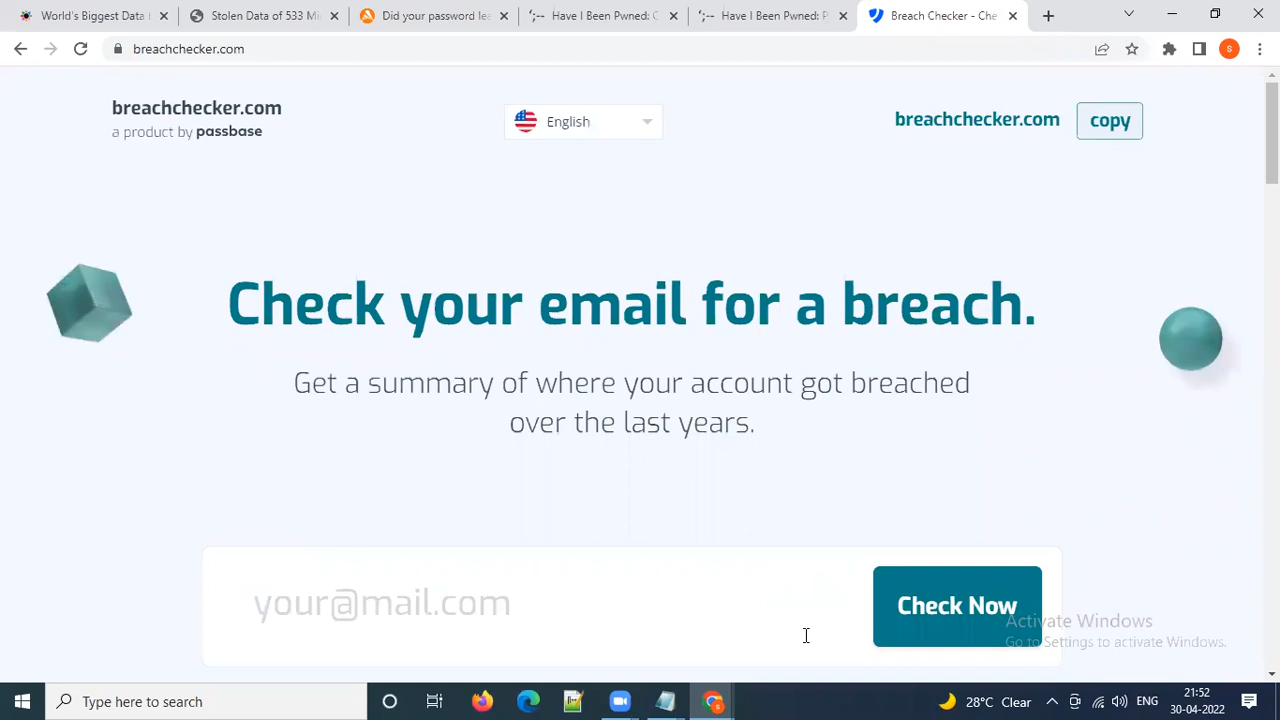 World's Biggest Data
Stolen Data of 533 Mi
Did your password le
Have I Been Pwned: C
Have I Been Pwned: P
Breach Checker - Che
breachchecker.com
S
breachchecker.com
a product by passbase
English
breachchecker.com
copy
Check your email for a breach.
Get a summary of where your account got breached
over the last years.
your@mail.com
Check Now
Activate Windows
Go to Settings to activate Windows.
Type here to search
28°C Clear
ENG
21:52
30-04-2022